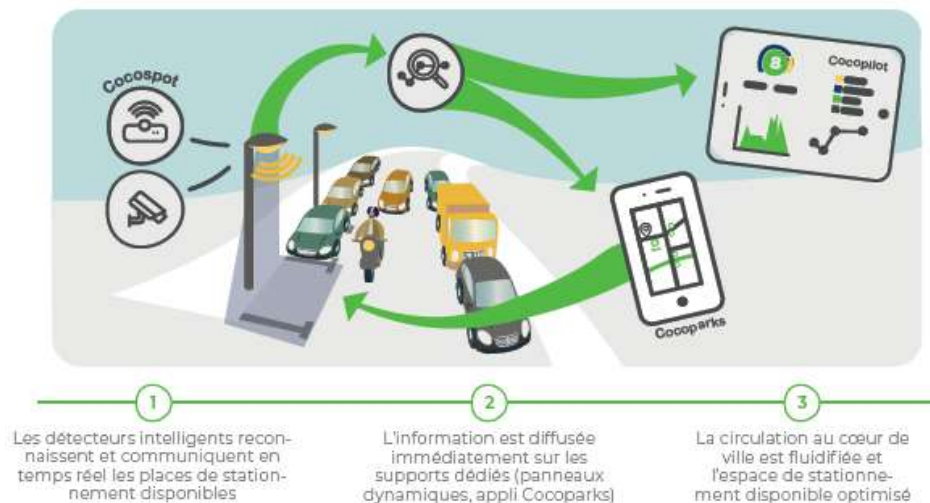 Cocospot
8
Cocopilot
Cocoparks
1
Les détecteurs intelligents recon-
naissent et communiquent en
temps réel les places de station-
nement disponibles
2
L'information est diffusée
immédiatement sur les
supports dédiés (panneaux
dynamiques, appli Cocoparks)
3
La circulation au cœur de
ville est fluidifiée et
l'espace de stationne-
ment disponible optimisé